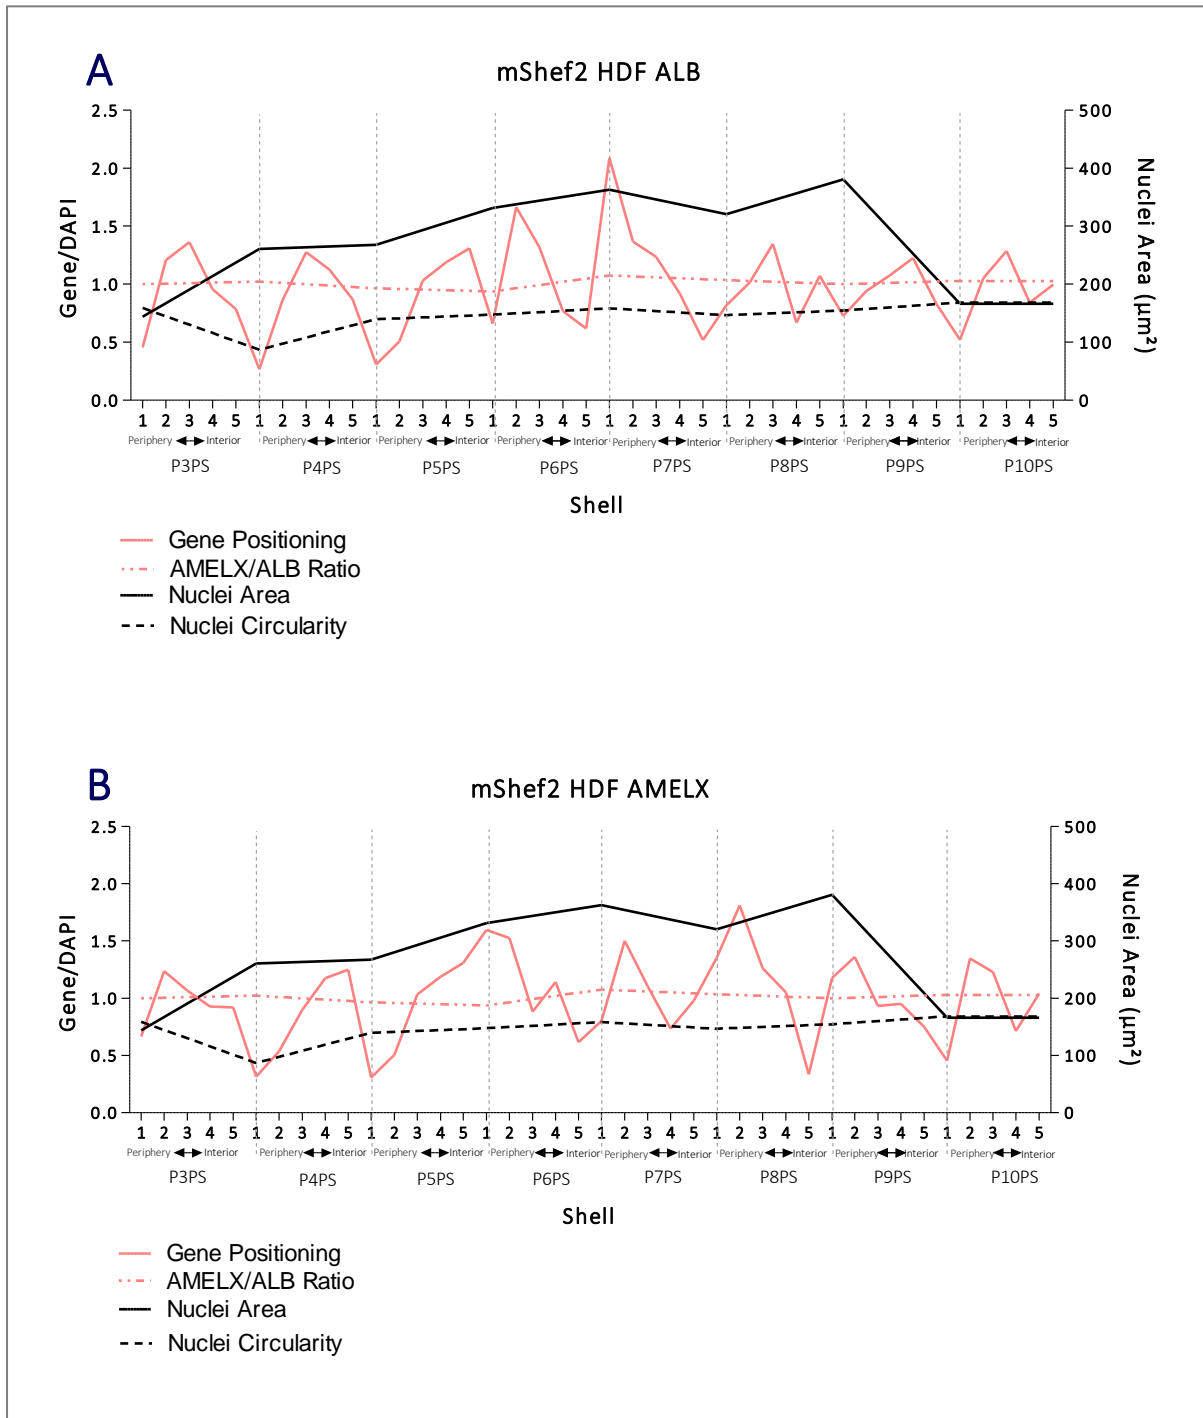 A
mShef2 HDF ALB
2.5
2.0
1.5
1.0
0.5
0.0
Gene/DAPI
500
400
300
200
100
0
Nuclei Area (µm²)
1 2 3 4 5 1 2 3 4 5 1 2 3 4 5 1 2 3 4 5 1 2 3 4 5 1 2 3 4 5 1 2 3 4 5 1 2 3 4 5
Periphery Interior Periphery Interior Periphery Interior Periphery Interior Periphery Interior Periphery Interior Periphery Interior Periphery Interior
P3PS P4PS P5PS P6PS P7PS P8PS P9PS P10PS
Shell
Gene Positioning
AMELX/ALB Ratio
Nuclei Area
Nuclei Circularity
B
mShef2 HDF AMELX
2.5
2.0
1.5
1.0
0.5
0.0
Gene/DAPI
500
400
300
200
100
0
Nuclei Area (µm²)
1 2 3 4 5 1 2 3 4 5 1 2 3 4 5 1 2 3 4 5 1 2 3 4 5 1 2 3 4 5 1 2 3 4 5 1 2 3 4 5
Periphery Interior Periphery Interior Periphery Interior Periphery Interior Periphery Interior Periphery Interior Periphery Interior Periphery Interior
P3PS P4PS P5PS P6PS P7PS P8PS P9PS P10PS
Shell
Gene Positioning
AMELX/ALB Ratio
Nuclei Area
Nuclei Circularity